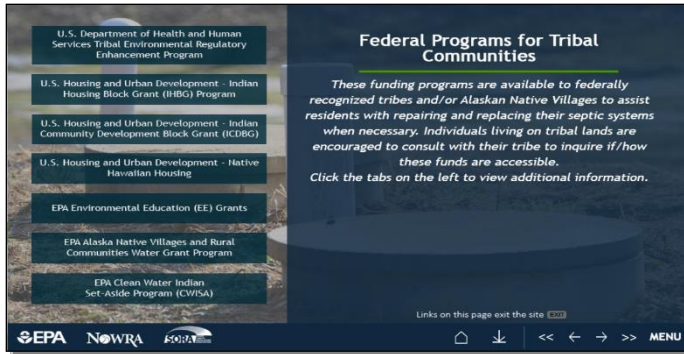 U.S. Department of Health and Human
Services Tribal Environmental Regulatory
Enhancement Program
U.S. Housing and Urban Development - Indian
Housing Block Grant (IHBG) Program
U.S. Housing and Urban Development - Indian
Community Development Block Grant (ICDBG)
U.S. Housing and Urban Development - Native
Hawaiian Housing
EPA Environmental Education (EE) Grants
EPA Alaska Native Villages and Rural
Communities Water Grant Program
EPA Clean Water Indian
Set-Aside Program (CWISA)
Federal Programs for Tribal
Communities
These funding programs are available to federally
recognized tribes and/or Alaskan Native Villages to assist
residents with repairing and replacing their septic systems
when necessary. Individuals living on tribal lands are
encouraged to consult with their tribe to inquire if/how
these funds are accessible.
Click the tabs on the left to view additional information.
Links on this page exit the site EXIT
EPA NOWRA SORA << ← → >> MENU